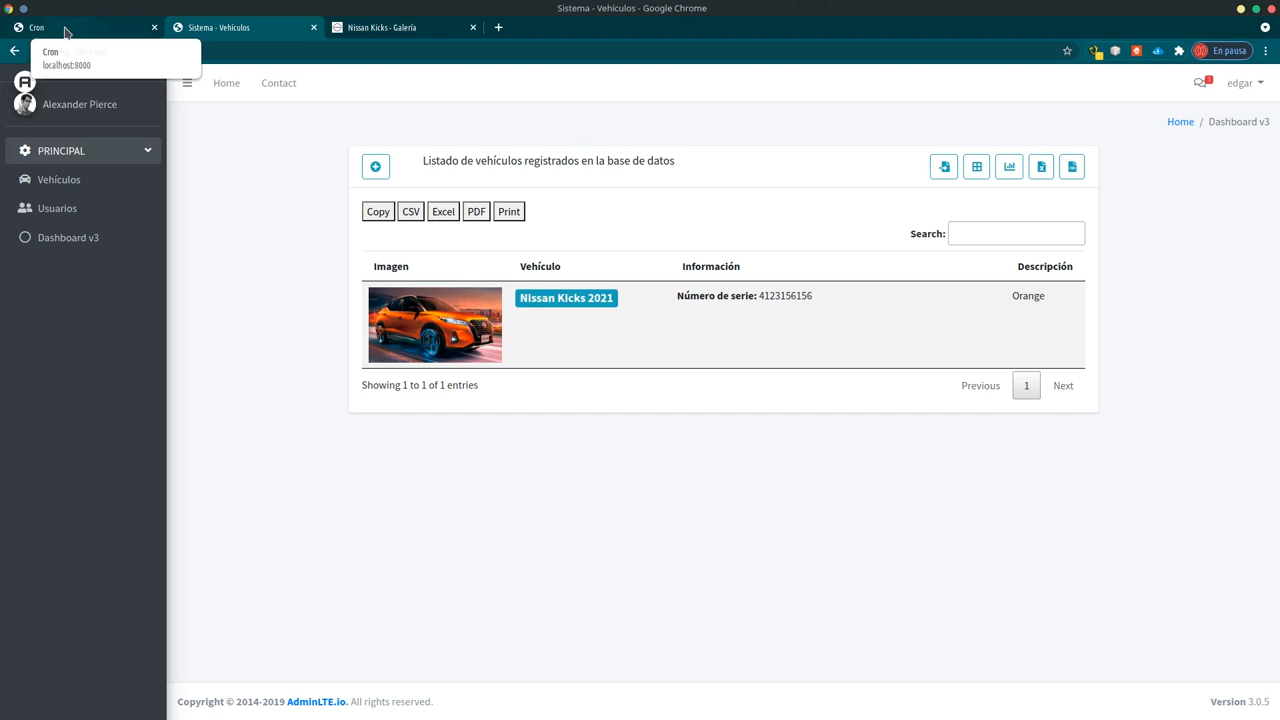 Sistema - Vehículos - Google Chrome
Cron
Sistema - Vehículos
Nissan Kicks - Galería
En pausa
Cron
localhost:8000
Alexander Pierce
Home
Contact
3
edgar
Home / Dashboard v3
PRINCIPAL
Vehículos
Usuarios
Dashboard v3
Listado de vehículos registrados en la base de datos
Copy CSV Excel PDF Print
Search:
Imagen Vehículo Información Descripción
Nissan Kicks 2021 Número de serie: 4123156156 Orange
Showing 1 to 1 of 1 entries
Previous 1 Next
Copyright © 2014-2019 AdminLTE.io. All rights reserved.
Version 3.0.5